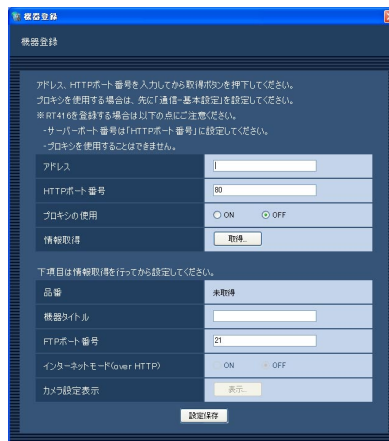 機器登録
機器登録
アドレス、HTTPポート番号を入力してから取得ボタンを押下してください。
プロキシを使用する場合は、先に「通信-基本設定」を設定してください。
※RT416を登録する場合は以下の点にご注意ください。
-サーバーポート番号は「HTTPポート番号」に設定してください。
-プロキシを使用することはできません。
アドレス
HTTPポート番号 80
プロキシの使用 ON OFF
情報取得 取得...
下項目は情報取得を行ってから設定してください。
品番 未取得
機器タイトル
FTPポート番号 21
インターネットモード(over HTTP) ON OFF
カメラ設定表示 表示...
設定保存